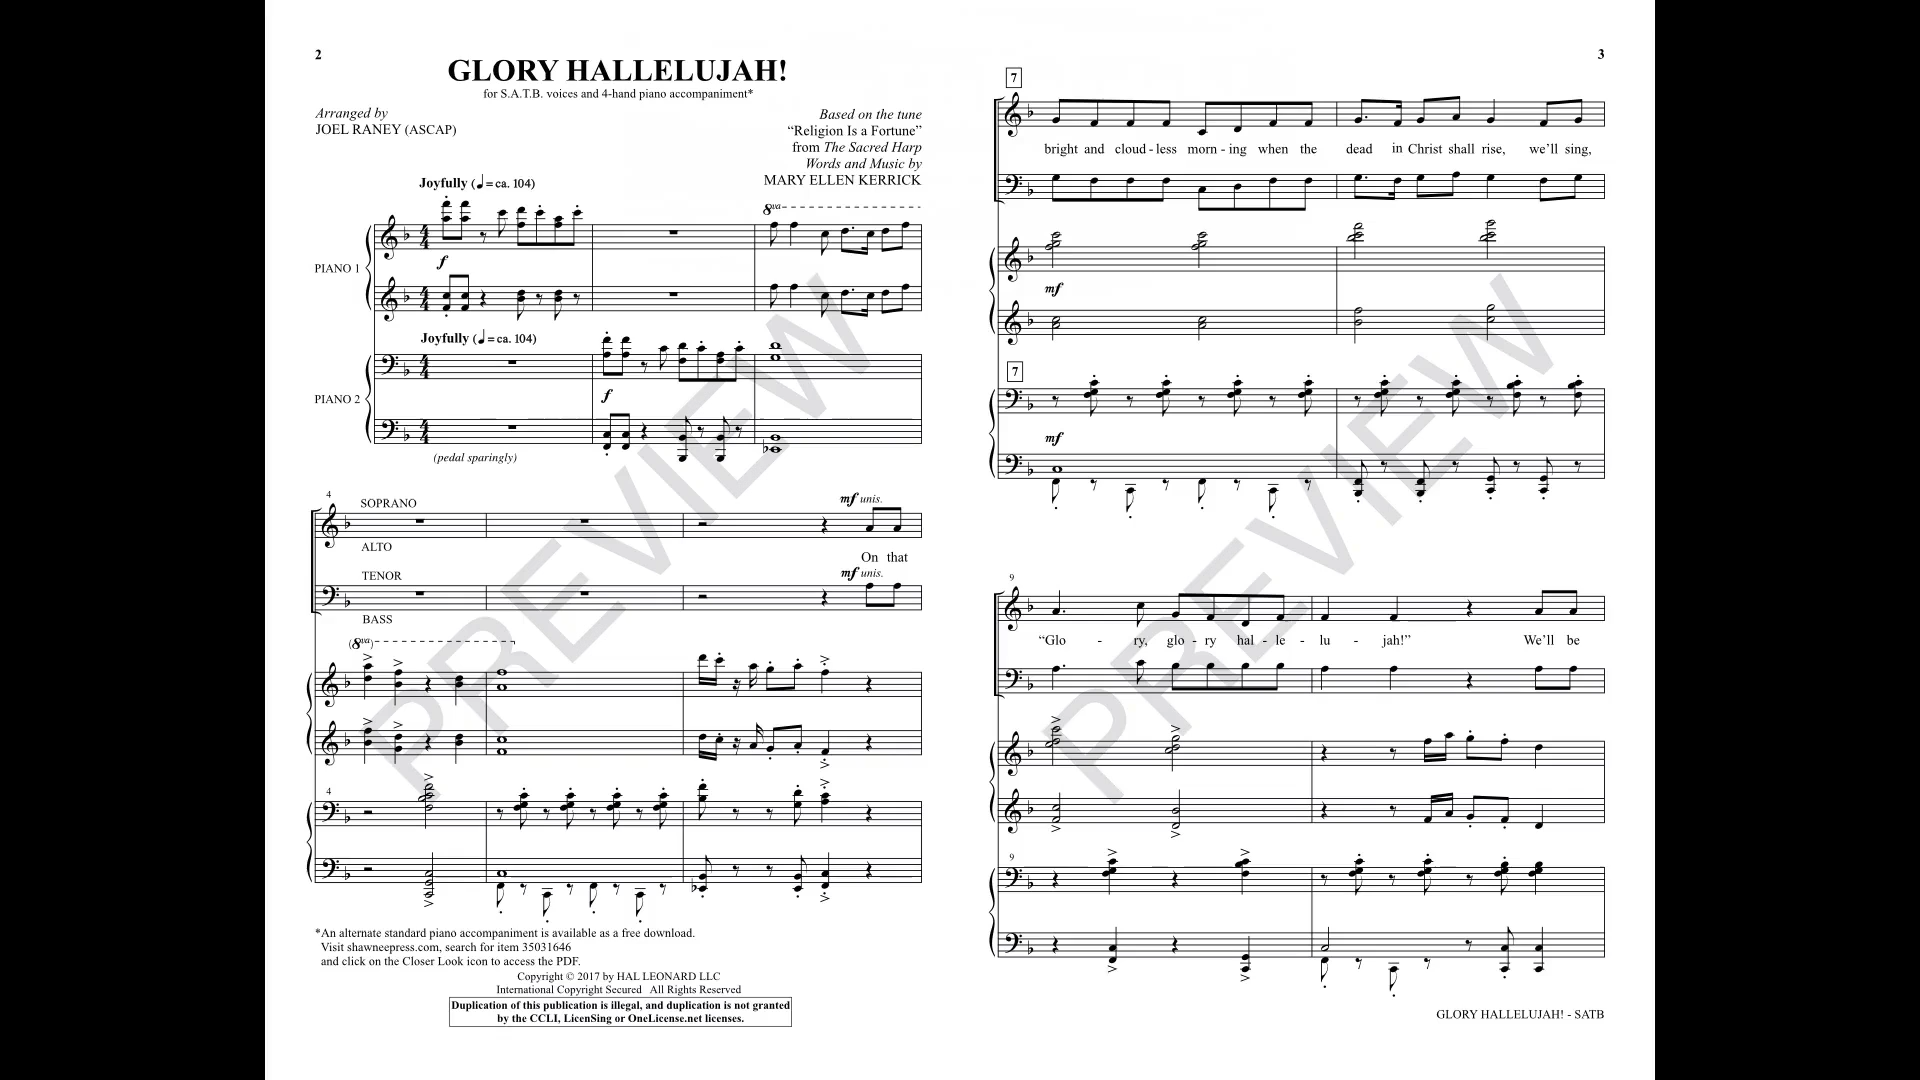 2
GLORY HALLELUJAH!
for S.A.T.B. voices and 4-hand piano accompaniment*
Arranged by
JOEL RANEY (ASCAP)
Based on the tune
“Religion Is a Fortune”
from The Sacred Harp
Words and Music by
MARY ELLEN KERRICK
Joyfully (♩ = ca. 104)
8va
PIANO 1
f
Joyfully (♩ = ca. 104)
PIANO 2
f
(pedal sparingly)
4
SOPRANO
mf unis.
ALTO
On that
TENOR
mf unis.
BASS
(8va)
4
*An alternate standard piano accompaniment is available as a free download.
Visit shawneepress.com, search for item 35031646
and click on the Closer Look icon to access the PDF.
Copyright © 2017 by HAL LEONARD LLC
International Copyright Secured All Rights Reserved
Duplication of this publication is illegal, and duplication is not granted
by the CCLI, LicenSing or OneLicense.net licenses.
PREVIEW
3
7
bright and cloud - less morn - ing when the dead in Christ shall rise, we’ll sing,
mf
7
mf
9
“Glo - ry, glo - ry hal - le - lu - jah!” We’ll be
9
PREVIEW
GLORY HALLELUJAH! - SATB